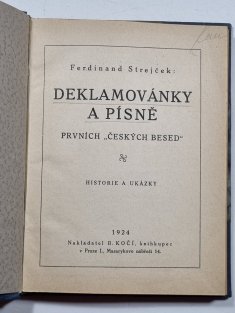 Ferdinand Strejček:
DEKLAMOVÁNKY
A PÍSNĚ
PRVNÍCH „ČESKÝCH BESED“
HISTORIE A UKÁZKY
1924
Nakladatel B. KOČÍ, knihkupec
v Praze I., Masarykovo nábřeží 14.